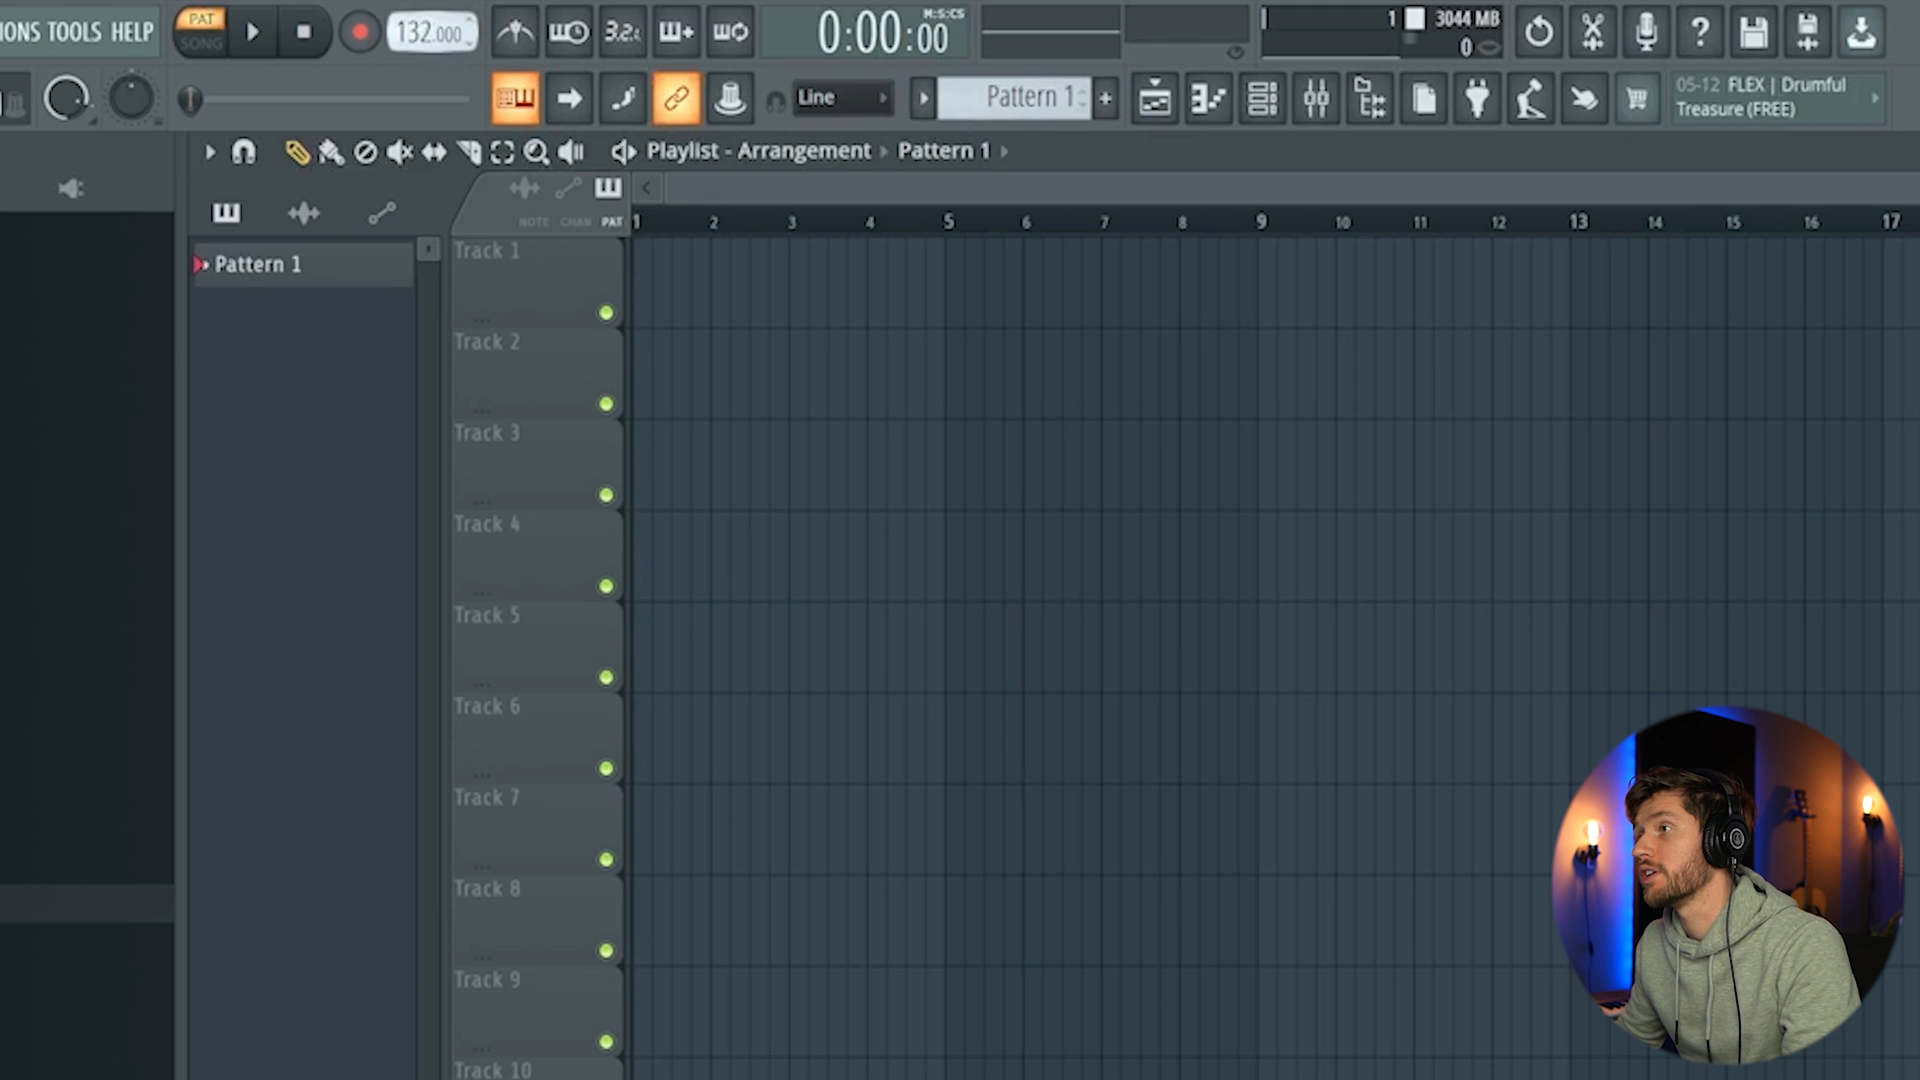 IONS TOOLS HELP
PAT
SONG
132.000
3.2.
M:S:CS
0:00:00
1
3044 MB
0
Line
Pattern 1
05-12 FLEX | Drumful
Treasure (FREE)
Playlist - Arrangement
Pattern 1
NOTE CHAN PAT
1 2 3 4 5 6 7 8 9 10 11 12 13 14 15 16 17
Pattern 1
Track 1
Track 2
Track 3
Track 4
Track 5
Track 6
Track 7
Track 8
Track 9
Track 10